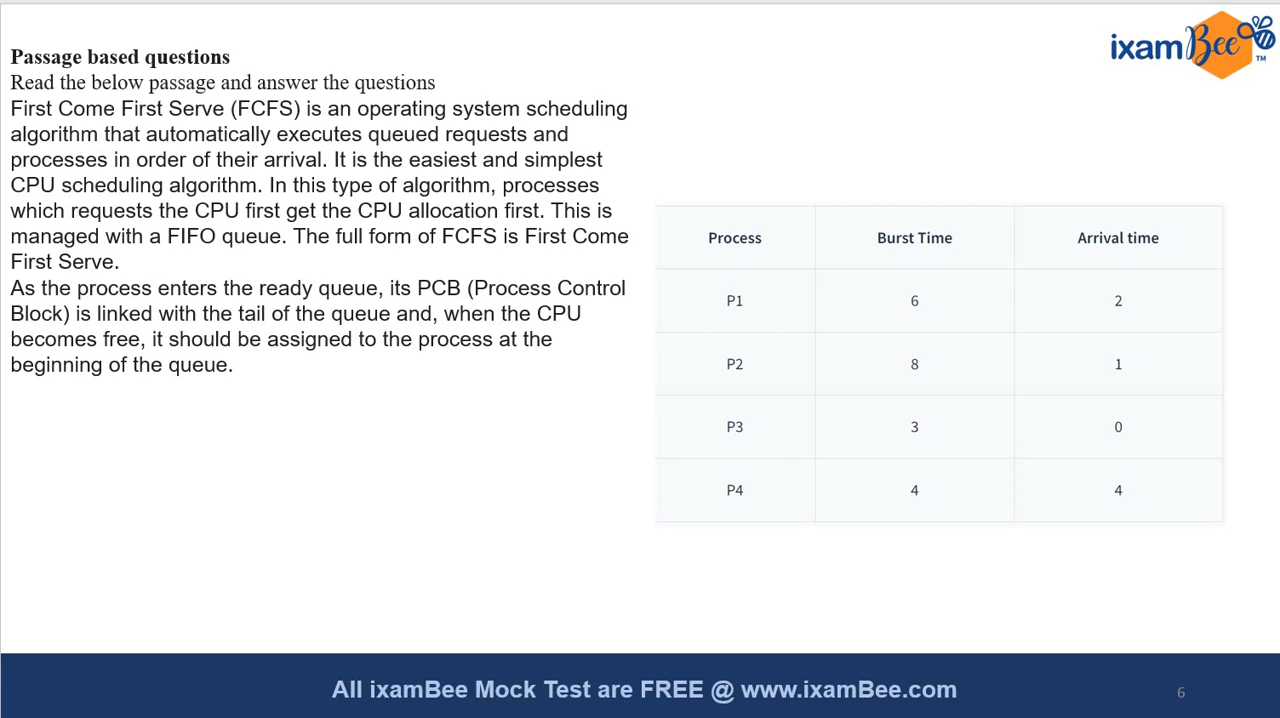 ixamBee TM
Passage based questions
Read the below passage and answer the questions
First Come First Serve (FCFS) is an operating system scheduling
algorithm that automatically executes queued requests and
processes in order of their arrival. It is the easiest and simplest
CPU scheduling algorithm. In this type of algorithm, processes
which requests the CPU first get the CPU allocation first. This is
managed with a FIFO queue. The full form of FCFS is First Come
First Serve.
As the process enters the ready queue, its PCB (Process Control
Block) is linked with the tail of the queue and, when the CPU
becomes free, it should be assigned to the process at the
beginning of the queue.
Process Burst Time Arrival time
P1 6 2
P2 8 1
P3 3 0
P4 4 4
All ixamBee Mock Test are FREE @ www.ixamBee.com
6